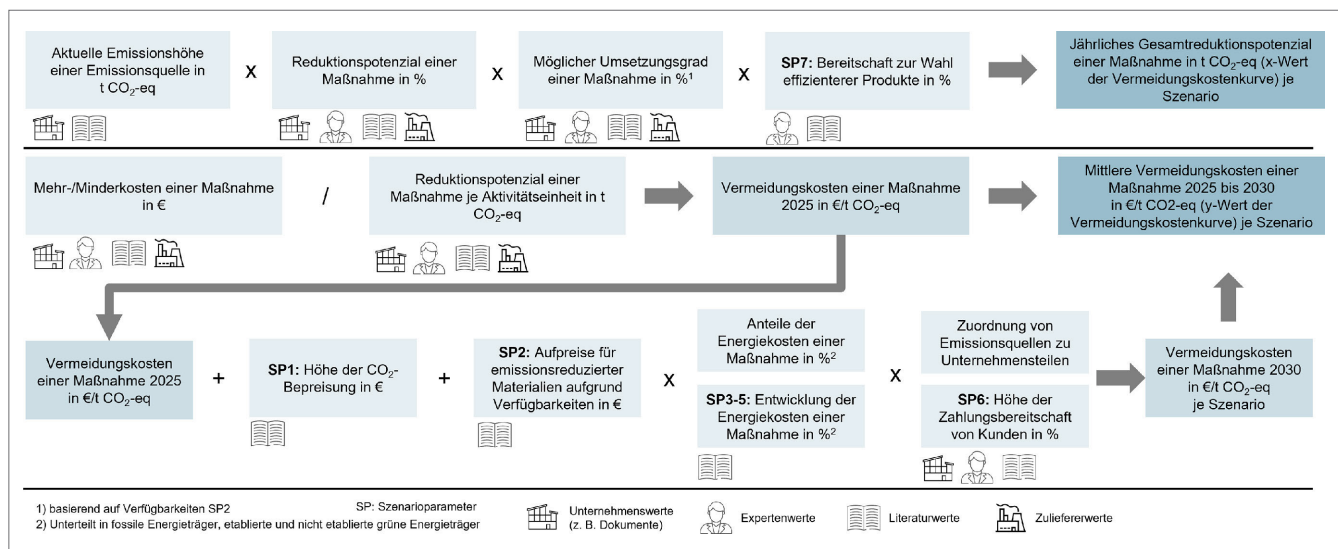 Aktuelle Emissionshöhe
einer Emissionsquelle in
t CO₂-eq
x
Reduktionspotenzial einer
Maßnahme in %
x
Möglicher Umsetzungsgrad
einer Maßnahme in %¹
x
SP7: Bereitschaft zur Wahl
effizienterer Produkte in %
Jährliches Gesamtreduktionspotenzial
einer Maßnahme in t CO₂-eq (x-Wert
der Vermeidungskostenkurve) je
Szenario
Mehr-/Minderkosten einer Maßnahme
in €
/
Reduktionspotenzial einer
Maßnahme je Aktivitätseinheit in t
CO₂-eq
Vermeidungskosten einer Maßnahme
2025 in €/t CO₂-eq
Mittlere Vermeidungskosten einer
Maßnahme 2025 bis 2030
in €/t CO2-eq (y-Wert der
Vermeidungskostenkurve) je Szenario
Vermeidungskosten
einer Maßnahme 2025
in €/t CO₂-eq
+
SP1: Höhe der CO₂-
Bepreisung in €
+
SP2: Aufpreise für
emissionsreduzierter
Materialien aufgrund
Verfügbarkeiten in €
x
Anteile der
Energiekosten einer
Maßnahme in %²
SP3-5: Entwicklung der
Energiekosten einer
Maßnahme in %²
x
Zuordnung von
Emissionsquellen zu
Unternehmensteilen
SP6: Höhe der
Zahlungsbereitschaft
von Kunden in %
Vermeidungskosten
einer Maßnahme 2030
in €/t CO₂-eq
je Szenario
1) basierend auf Verfügbarkeiten SP2
SP: Szenarioparameter
2) Unterteilt in fossile Energieträger, etablierte und nicht etablierte grüne Energieträger
Unternehmenswerte
(z. B. Dokumente)
Expertenwerte
Literaturwerte
Zuliefererwerte